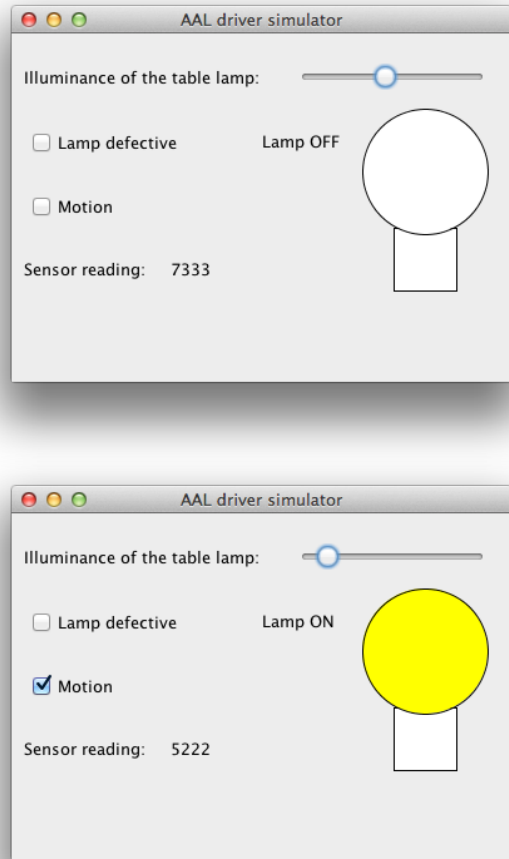 AAL driver simulator
Illuminance of the table lamp:
Lamp defective Lamp OFF
Motion
Sensor reading: 7333
AAL driver simulator
Illuminance of the table lamp:
Lamp defective Lamp ON
Motion
Sensor reading: 5222